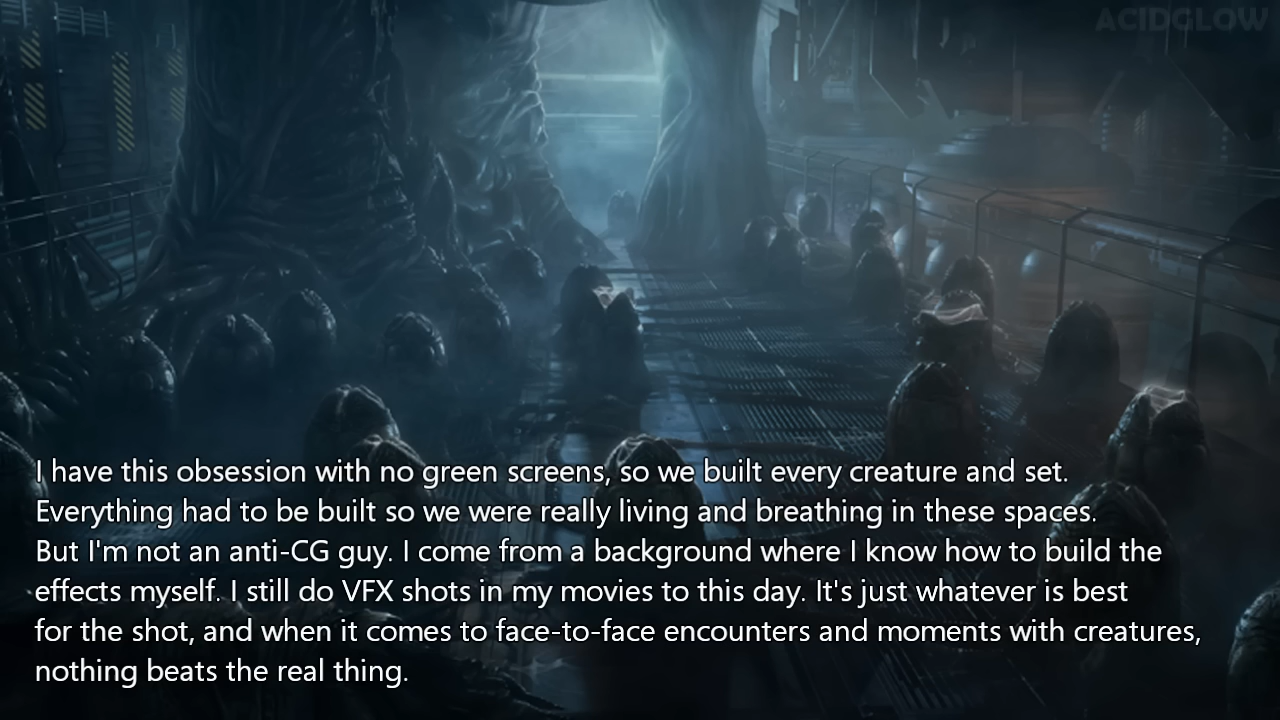 ACIDGLOW
I have this obsession with no green screens, so we built every creature and set.
Everything had to be built so we were really living and breathing in these spaces.
But I'm not an anti-CG guy. I come from a background where I know how to build the
effects myself. I still do VFX shots in my movies to this day. It's just whatever is best
for the shot, and when it comes to face-to-face encounters and moments with creatures,
nothing beats the real thing.